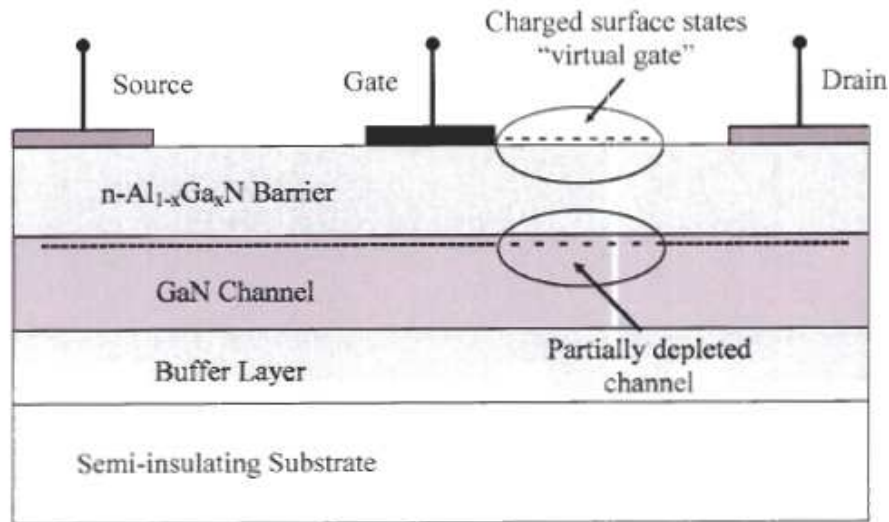 Charged surface states
“virtual gate”
Source
Gate
Drain
n-Al₁₋ₓGaₓN Barrier
GaN Channel
Partially depleted
channel
Buffer Layer
Semi-insulating Substrate